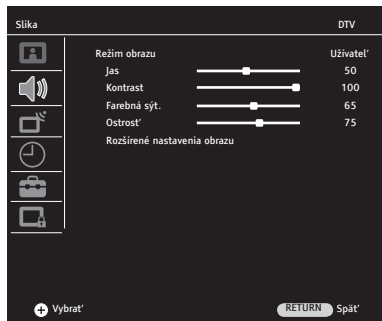 Slika DTV
Režim obrazu Užívateľ
Jas 50
Kontrast 100
Farebná sýt. 65
Ostrosť 75
Rozšírené nastavenia obrazu
Vybrať RETURN Späť